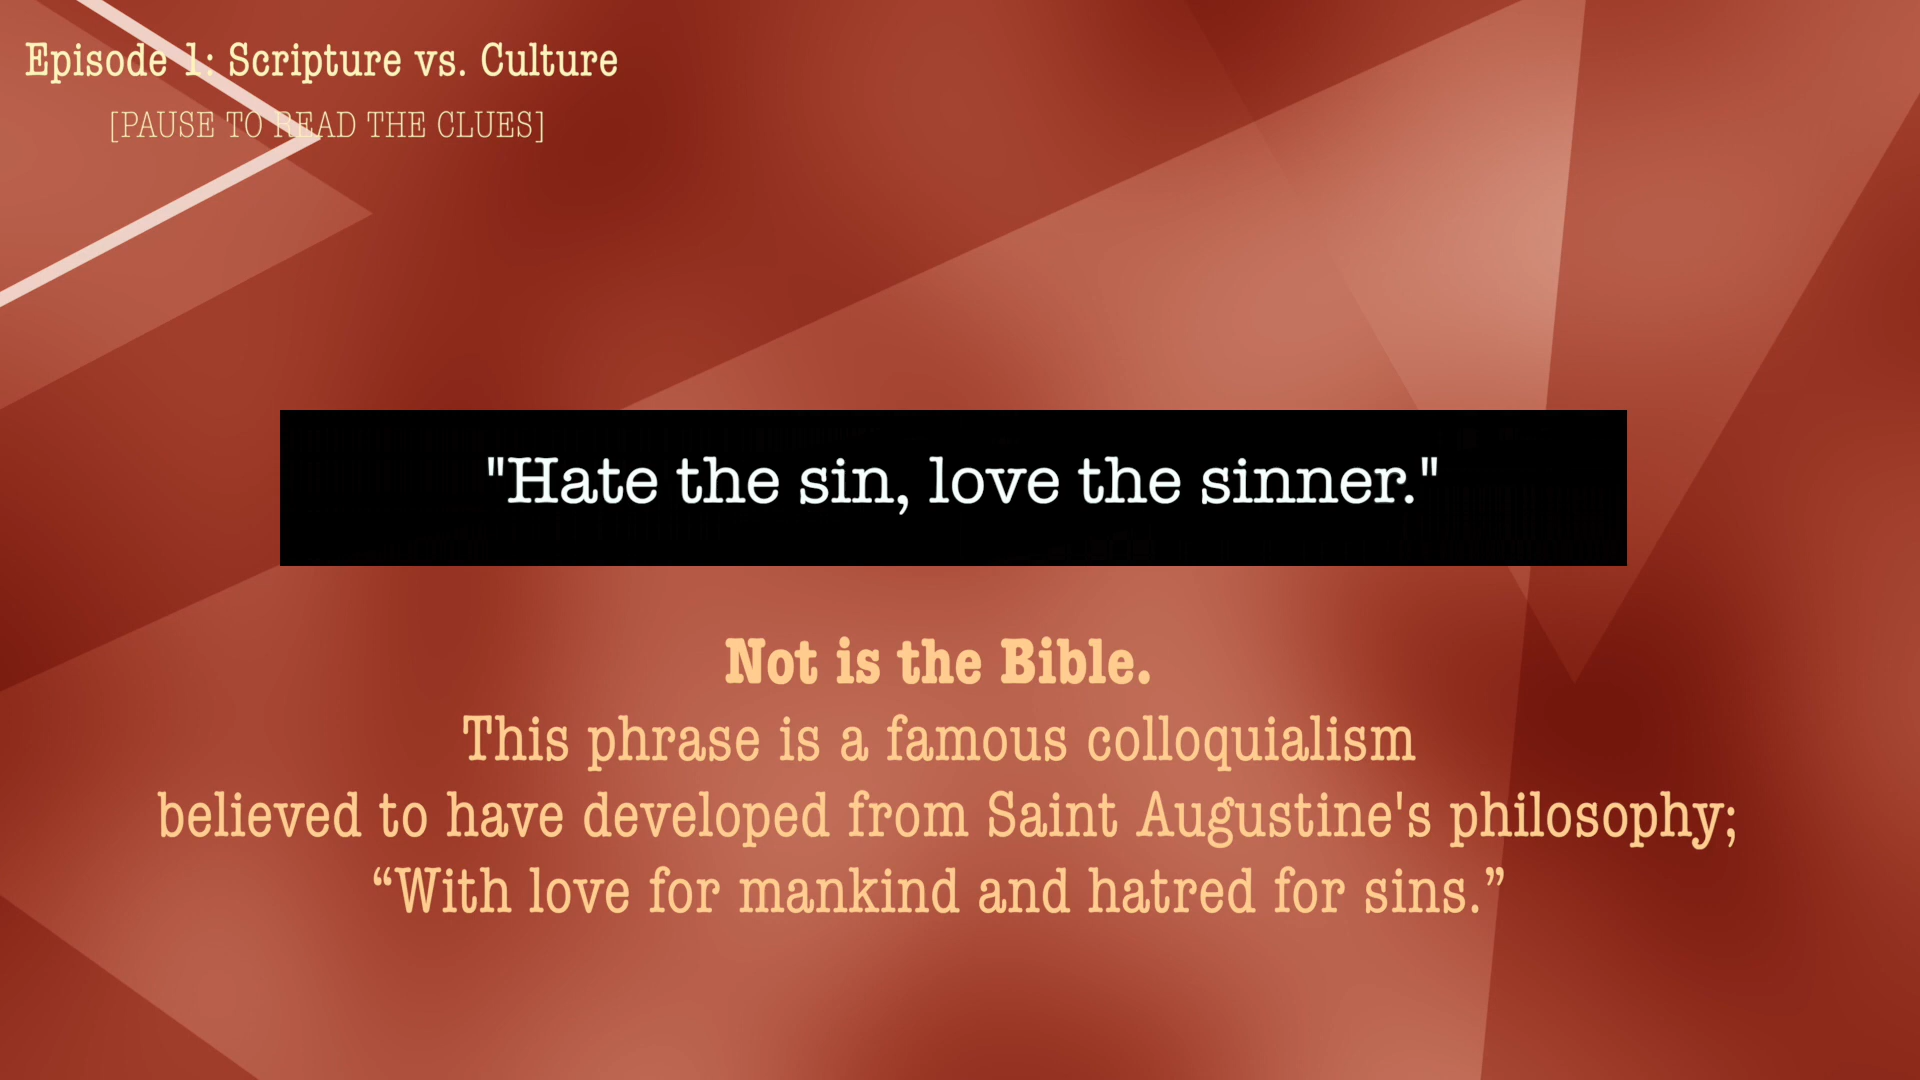 Episode 1: Scripture vs. Culture
[PAUSE TO READ THE CLUES]
"Hate the sin, love the sinner."
Not is the Bible.
This phrase is a famous colloquialism
believed to have developed from Saint Augustine's philosophy;
“With love for mankind and hatred for sins.”